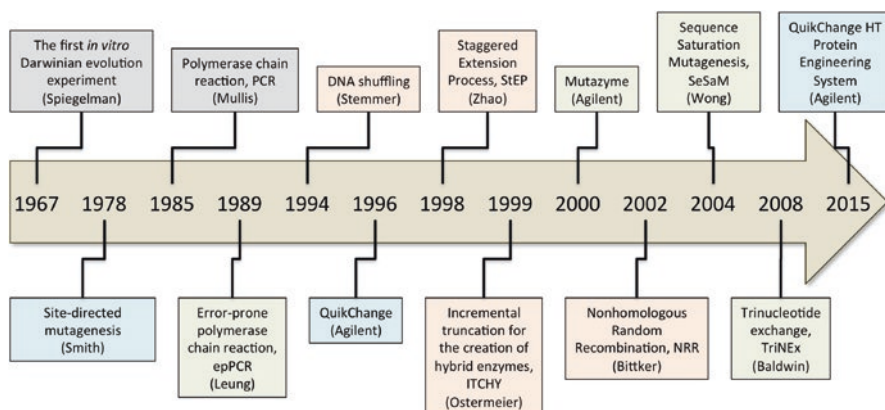 The first in vitro
Darwinian evolution
experiment
(Spiegelman)
Polymerase chain
reaction, PCR
(Mullis)
DNA shuffling
(Stemmer)
Staggered
Extension
Process, StEP
(Zhao)
Mutazyme
(Agilent)
Sequence
Saturation
Mutagenesis,
SeSaM
(Wong)
QuikChange HT
Protein
Engineering
System
(Agilent)
1967 1978 1985 1989 1994 1996 1998 1999 2000 2002 2004 2008 2015
Site-directed
mutagenesis
(Smith)
Error-prone
polymerase
chain reaction,
epPCR
(Leung)
QuikChange
(Agilent)
Incremental
truncation for
the creation of
hybrid enzymes,
ITCHY
(Ostermeier)
Nonhomologous
Random
Recombination, NRR
(Bittker)
Trinucleotide
exchange,
TriNEx
(Baldwin)